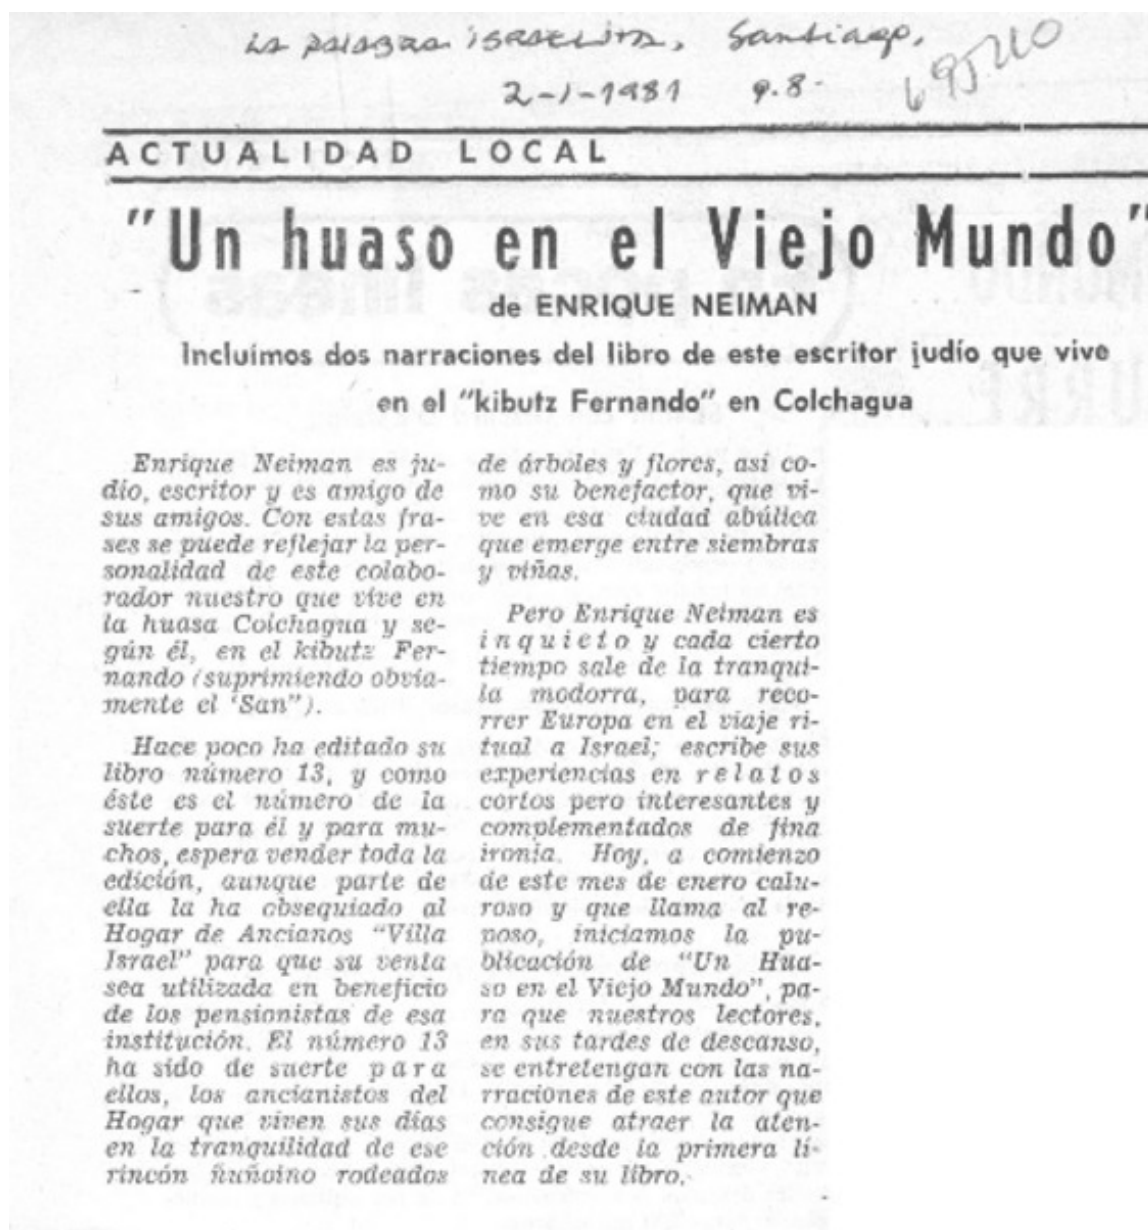 La Palabra Israelita, Santiago,
2-1-1981 p.8.
695210
ACTUALIDAD LOCAL
"Un huaso en el Viejo Mundo"
de ENRIQUE NEIMAN
Incluímos dos narraciones del libro de este escritor judío que vive
en el "kibutz Fernando" en Colchagua
Enrique Neiman es ju-
dío, escritor y es amigo de
sus amigos. Con estas fra-
ses se puede reflejar la per-
sonalidad de este colabo-
rador nuestro que vive en
la huasa Colchagua y se-
gún él, en el kibutz Fer-
nando (suprimiendo obvia-
mente el 'San").
Hace poco ha editado su
libro número 13, y como
éste es el número de la
suerte para él y para mu-
chos, espera vender toda la
edición, aunque parte de
ella la ha obsequiado al
Hogar de Ancianos "Villa
Israel" para que su venta
sea utilizada en beneficio
de los pensionistas de esa
institución. El número 13
ha sido de suerte para
ellos, los ancianistos del
Hogar que viven sus días
en la tranquilidad de ese
rincón ñuñoino rodeados
de árboles y flores, así co-
mo su benefactor, que vi-
ve en esa ciudad abúlica
que emerge entre siembras
y viñas.
Pero Enrique Neiman es
inquieto y cada cierto
tiempo sale de la tranqui-
la modorra, para reco-
rrer Europa en el viaje ri-
tual a Israel; escribe sus
experiencias en relatos
cortos pero interesantes y
complementados de fina
ironía. Hoy, a comienzo
de este mes de enero calu-
roso y que llama al re-
poso, iniciamos la pu-
blicación de "Un Hua-
so en el Viejo Mundo", pa-
ra que nuestros lectores,
en sus tardes de descanso,
se entretengan con las na-
rraciones de este autor que
consigue atraer la aten-
ción desde la primera lí-
nea de su libro.